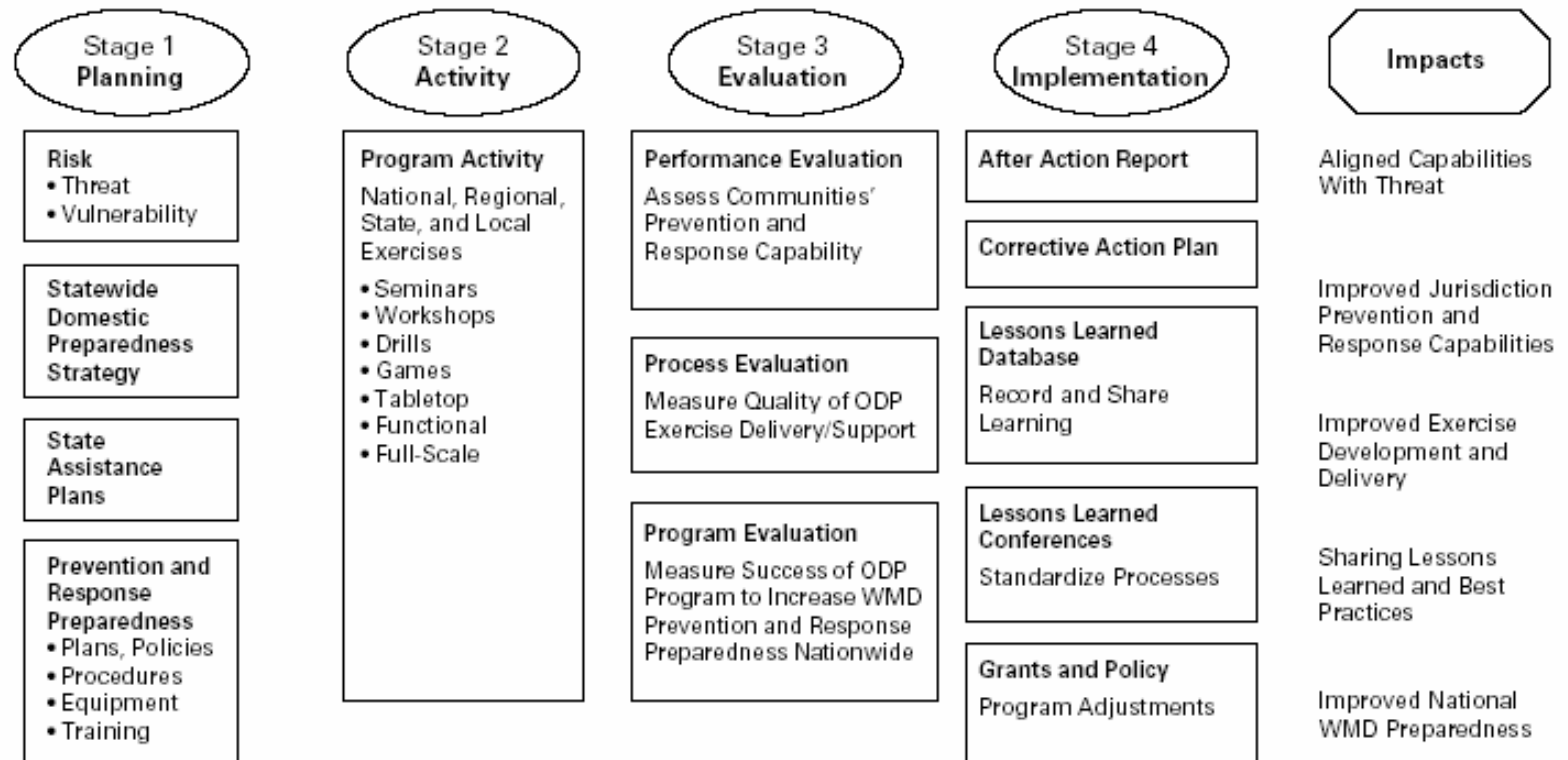 Stage 1
Planning
Risk
• Threat
• Vulnerability
Statewide
Domestic
Preparedness
Strategy
State
Assistance
Plans
Prevention and
Response
Preparedness
• Plans, Policies
• Procedures
• Equipment
• Training
Stage 2
Activity
Program Activity
National, Regional,
State, and Local
Exercises
• Seminars
• Workshops
• Drills
• Games
• Tabletop
• Functional
• Full-Scale
Stage 3
Evaluation
Performance Evaluation
Assess Communities'
Prevention and
Response Capability
Process Evaluation
Measure Quality of ODP
Exercise Delivery/Support
Program Evaluation
Measure Success of ODP
Program to Increase WMD
Prevention and Response
Preparedness Nationwide
Stage 4
Implementation
After Action Report
Corrective Action Plan
Lessons Learned
Database
Record and Share
Learning
Lessons Learned
Conferences
Standardize Processes
Grants and Policy
Program Adjustments
Impacts
Aligned Capabilities
With Threat
Improved Jurisdiction
Prevention and
Response Capabilities
Improved Exercise
Development and
Delivery
Sharing Lessons
Learned and Best
Practices
Improved National
WMD Preparedness